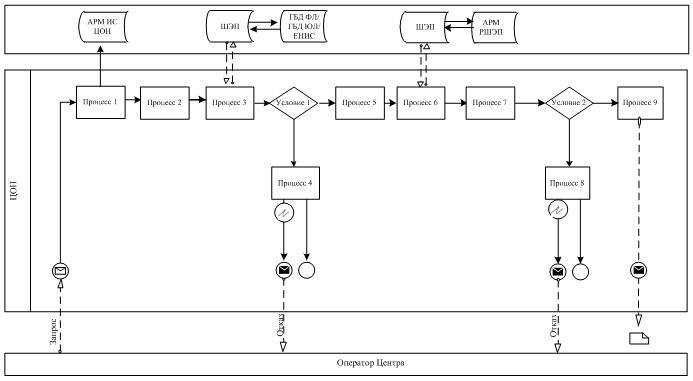 АРМ ИС
ЦОН
ШЭП
ГБД ФЛ/
ГБД ЮЛ/
ЕНИС
ШЭП
АРМ
РШЭП
ЦОН
Процесс 1
Процесс 2
Процесс 3
Условие 1
Процесс 5
Процесс 6
Процесс 7
Условие 2
Процесс 9
Процесс 4
Процесс 8
Запрос
Отказ
Отказ
Оператор Центра